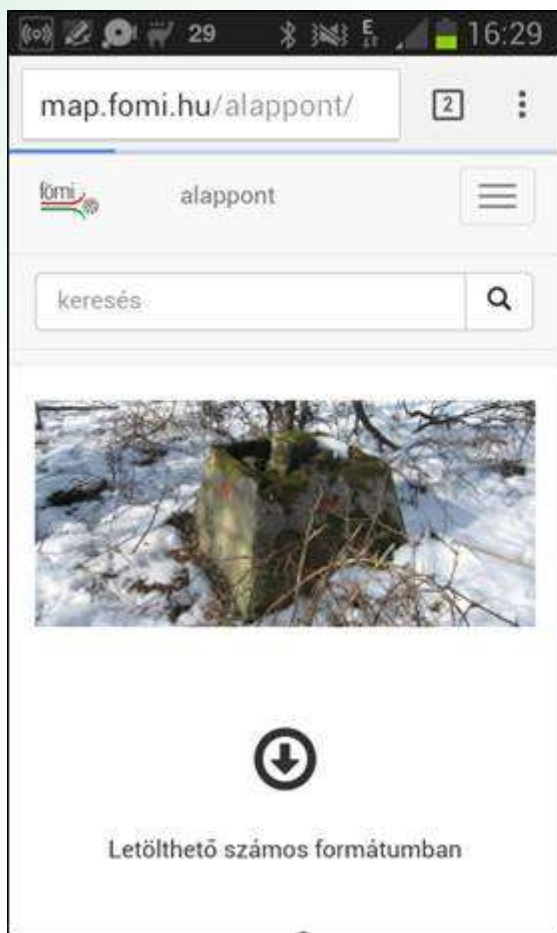 29 16:29
map.fomi.hu/alappont/ 2
fömi alappont
keresés
Letölthető számos formátumban